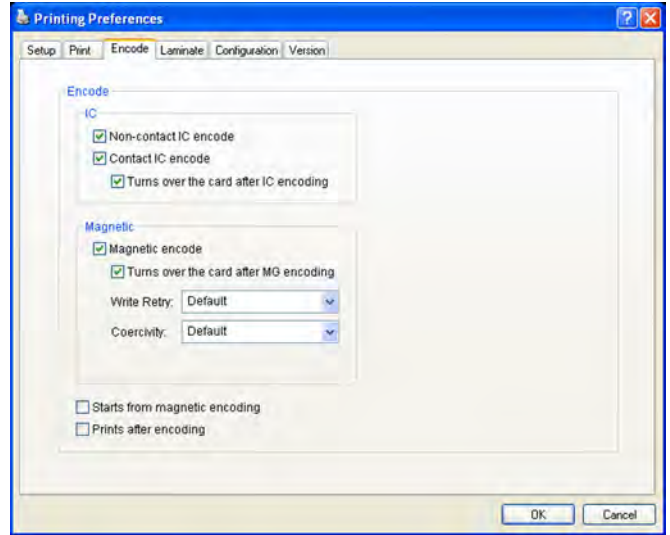 Printing Preferences
Setup Print Encode Laminate Configuration Version
Encode
IC
Non-contact IC encode
Contact IC encode
Turns over the card after IC encoding
Magnetic
Magnetic encode
Turns over the card after MG encoding
Write Retry: Default
Coercivity: Default
Starts from magnetic encoding
Prints after encoding
OK Cancel